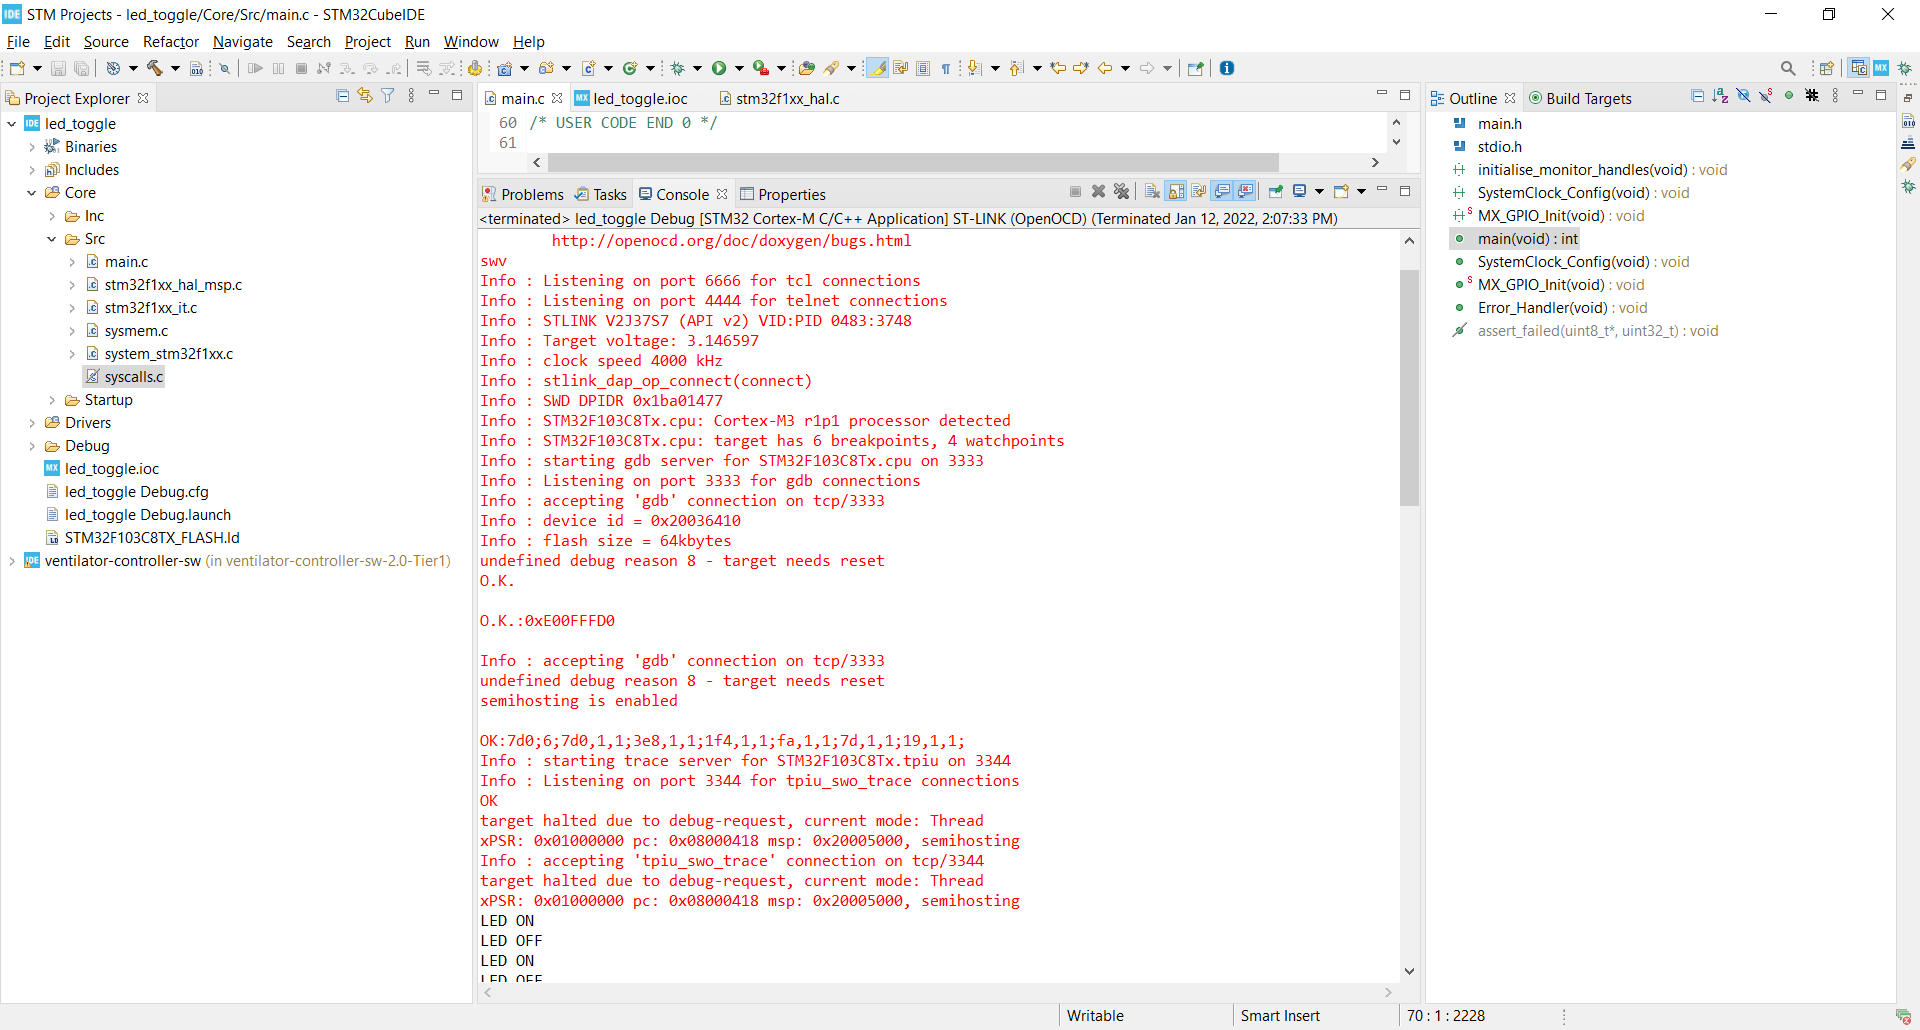 IDE STM Projects - led_toggle/Core/Src/main.c - STM32CubeIDE
File Edit Source Refactor Navigate Search Project Run Window Help
Project Explorer
led_toggle
Binaries
Includes
Core
Inc
Src
main.c
stm32f1xx_hal_msp.c
stm32f1xx_it.c
sysmem.c
system_stm32f1xx.c
syscalls.c
Startup
Drivers
Debug
MX led_toggle.ioc
led_toggle Debug.cfg
led_toggle Debug.launch
STM32F103C8TX_FLASH.ld
ventilator-controller-sw (in ventilator-controller-sw-2.0-Tier1)
main.c MX led_toggle.ioc stm32f1xx_hal.c
60 /* USER CODE END 0 */
61
Problems Tasks Console Properties
<terminated> led_toggle Debug [STM32 Cortex-M C/C++ Application] ST-LINK (OpenOCD) (Terminated Jan 12, 2022, 2:07:33 PM)
http://openocd.org/doc/doxygen/bugs.html
swv
Info : Listening on port 6666 for tcl connections
Info : Listening on port 4444 for telnet connections
Info : STLINK V2J37S7 (API v2) VID:PID 0483:3748
Info : Target voltage: 3.146597
Info : clock speed 4000 kHz
Info : stlink_dap_op_connect(connect)
Info : SWD DPIDR 0x1ba01477
Info : STM32F103C8Tx.cpu: Cortex-M3 r1p1 processor detected
Info : STM32F103C8Tx.cpu: target has 6 breakpoints, 4 watchpoints
Info : starting gdb server for STM32F103C8Tx.cpu on 3333
Info : Listening on port 3333 for gdb connections
Info : accepting 'gdb' connection on tcp/3333
Info : device id = 0x20036410
Info : flash size = 64kbytes
undefined debug reason 8 - target needs reset
O.K.
O.K.:0xE00FFFD0
Info : accepting 'gdb' connection on tcp/3333
undefined debug reason 8 - target needs reset
semihosting is enabled
OK:7d0;6;7d0,1,1;3e8,1,1;1f4,1,1;fa,1,1;7d,1,1;19,1,1;
Info : starting trace server for STM32F103C8Tx.tpiu on 3344
Info : Listening on port 3344 for tpiu_swo_trace connections
OK
target halted due to debug-request, current mode: Thread
xPSR: 0x01000000 pc: 0x08000418 msp: 0x20005000, semihosting
Info : accepting 'tpiu_swo_trace' connection on tcp/3344
target halted due to debug-request, current mode: Thread
xPSR: 0x01000000 pc: 0x08000418 msp: 0x20005000, semihosting
LED ON
LED OFF
LED ON
LED OFF
Outline Build Targets
main.h
stdio.h
initialise_monitor_handles(void) : void
SystemClock_Config(void) : void
MX_GPIO_Init(void) : void
main(void) : int
SystemClock_Config(void) : void
MX_GPIO_Init(void) : void
Error_Handler(void) : void
assert_failed(uint8_t*, uint32_t) : void
Writable Smart Insert 70 : 1 : 2228